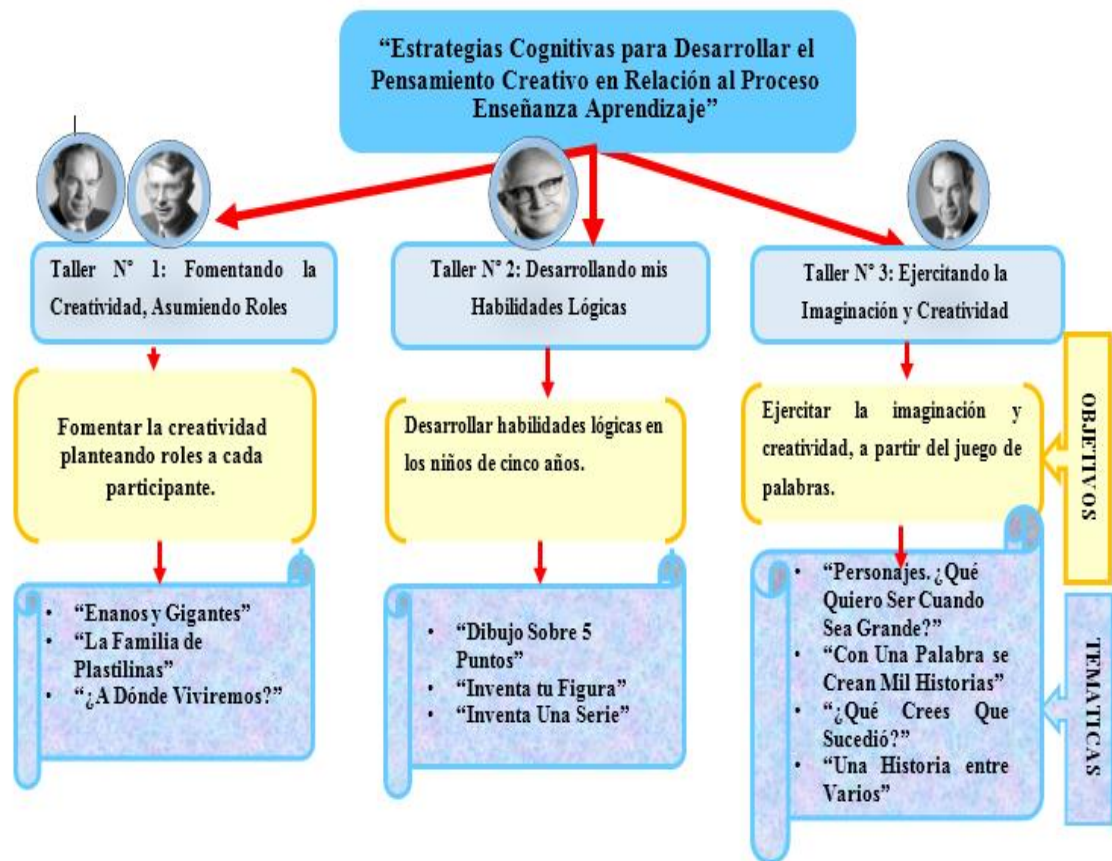 “Estrategias Cognitivas para Desarrollar el
Pensamiento Creativo en Relación al Proceso
Enseñanza Aprendizaje”
Taller N° 1: Fomentando la
Creatividad, Asumiendo Roles
Taller N° 2: Desarrollando mis
Habilidades Lógicas
Taller N° 3: Ejercitando la
Imaginación y Creatividad
Fomentar la creatividad
planteando roles a cada
participante.
Desarrollar habilidades lógicas en
los niños de cinco años.
Ejercitar la imaginación y
creatividad, a partir del juego de
palabras.
OBJETIVOS
• “Enanos y Gigantes”
• “La Familia de
Plastilinas”
• “¿A Dónde Viviremos?”
• “Dibujo Sobre 5
Puntos”
• “Inventa tu Figura”
• “Inventa Una Serie”
• “Personajes. ¿Qué
Quiero Ser Cuando
Sea Grande?”
• “Con Una Palabra se
Crean Mil Historias”
• “¿Qué Crees Que
Sucedió?”
• “Una Historia entre
Varios”
TEMATICAS